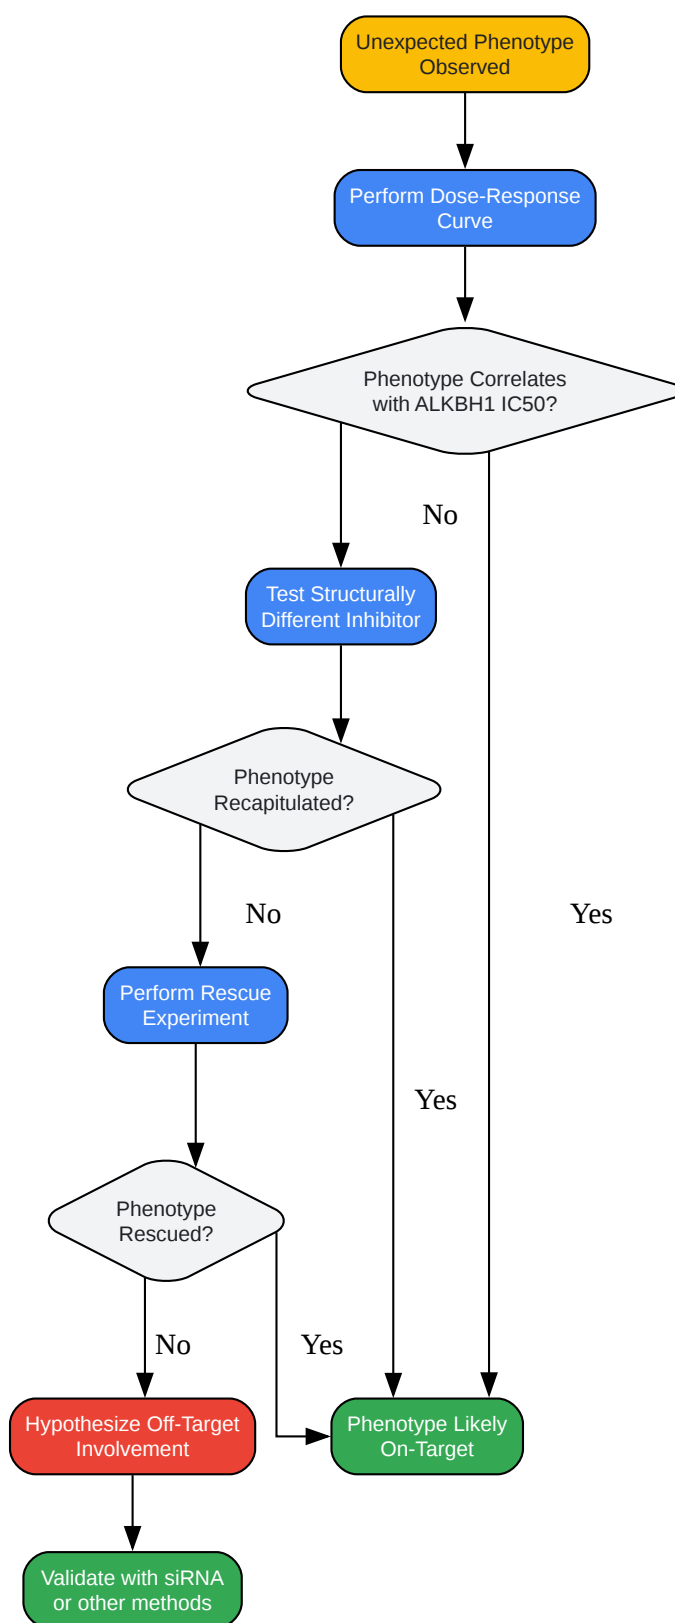 Unexpected Phenotype
Observed
Perform Dose-Response
Curve
Phenotype Correlates
with ALKBH1 IC50?
No
Test Structurally
Different Inhibitor
Phenotype
Recapitulated?
No
Yes
Perform Rescue
Experiment
Yes
Phenotype
Rescued?
No
Yes
Hypothesize Off-Target
Involvement
Phenotype Likely
On-Target
Validate with siRNA
or other methods